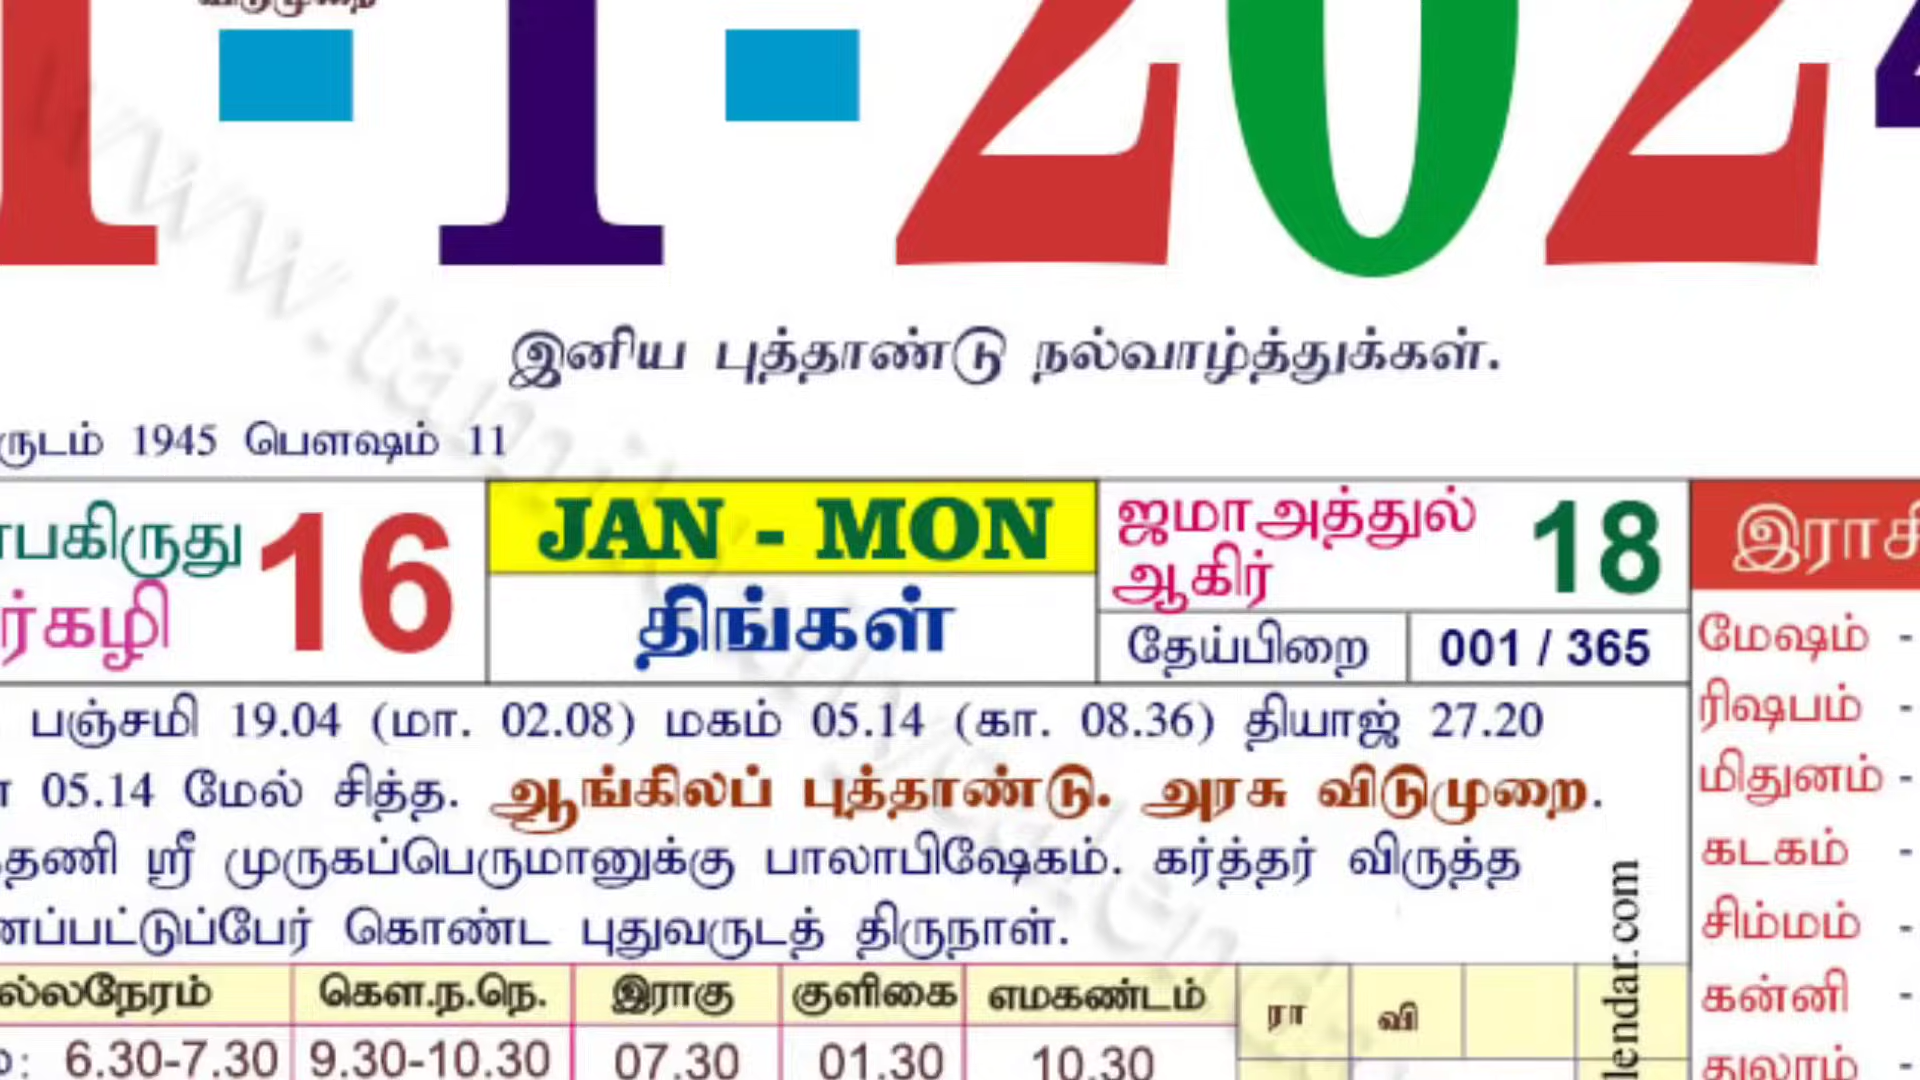 விடுமுறை
1-1-202
இனிய புத்தாண்டு நல்வாழ்த்துக்கள்.
ருடம் 1945 பௌஷம் 11
பகிருது 16
ர்கழி
JAN - MON
திங்கள்
ஜமா அத்துல் ஆகிர் 18
தேய்பிறை 001 / 365
பஞ்சமி 19.04 (மா. 02.08) மகம் 05.14 (கா. 08.36) தியாஜ் 27.20
05.14 மேல் சித்த. ஆங்கிலப் புத்தாண்டு. அரசு விடுமுறை.
தணி ஸ்ரீ முருகப்பெருமானுக்கு பாலாபிஷேகம். கர்த்தர் விருத்த
ப்பட்டுப்பேர் கொண்ட புதுவருடத் திருநாள்.
ல்லநேரம் கௌ.ந.நெ. இராகு குளிகை எமகண்டம் ரா வி
6.30-7.30 9.30-10.30 07.30 01.30 10.30
lendar.com
இராசி
மேஷம் -
ரிஷபம் -
மிதுனம் -
கடகம் -
சிம்மம் -
கன்னி -
துலாம் -